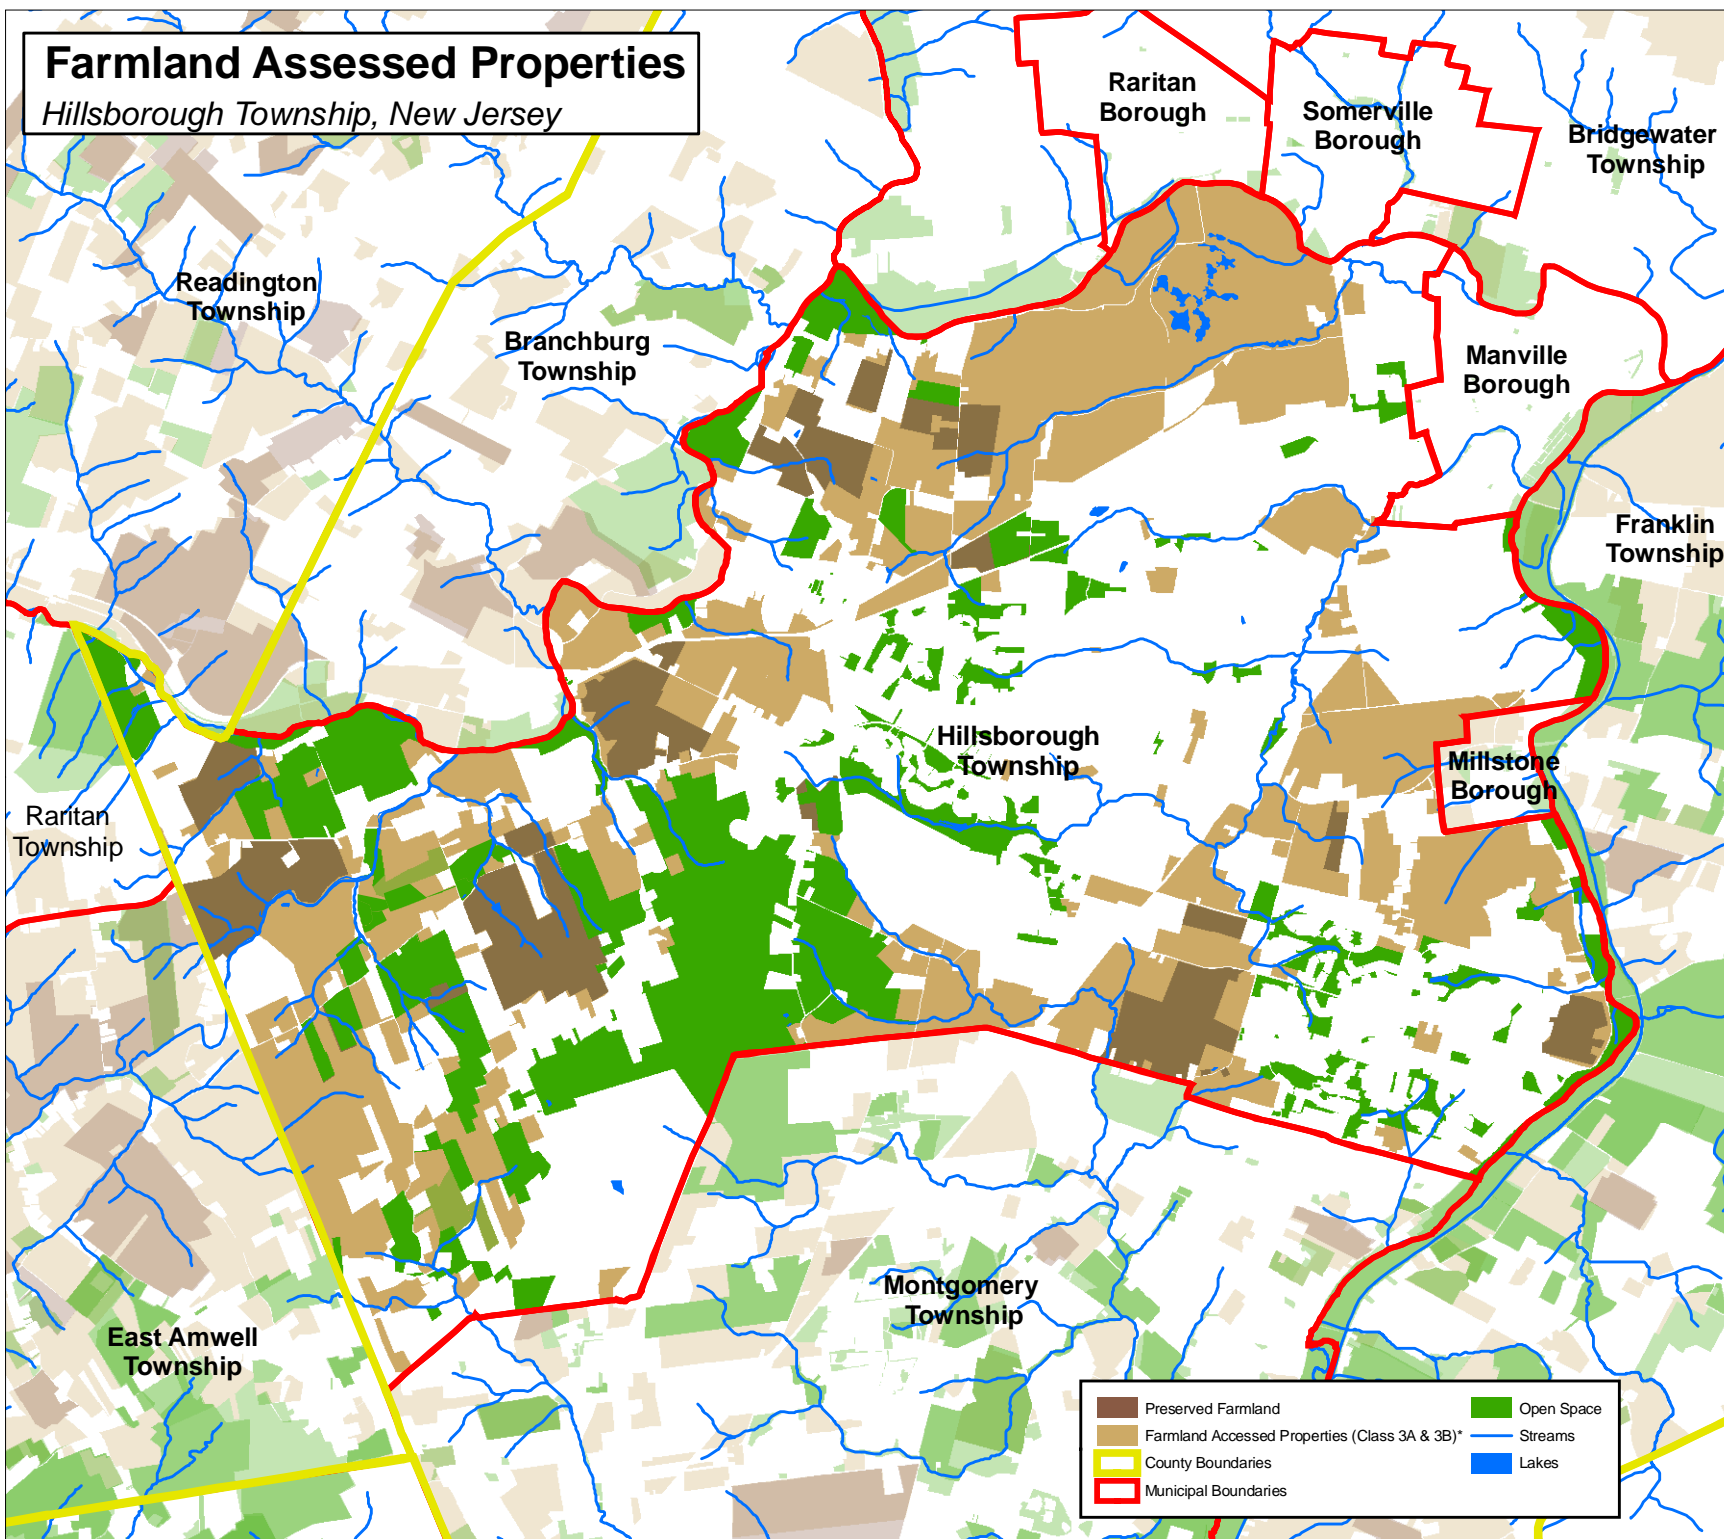 Farmland Assessed Properties
Hillsborough Township, New Jersey
Raritan
Borough
Somerville
Borough
Bridgewater
Township
Readington
Township
Branchburg
Township
Manville
Borough
Franklin
Township
Hillsborough
Township
Millstone
Borough
Raritan
Township
Montgomery
Township
East Amwell
Township
Preserved Farmland
Farmland Accessed Properties (Class 3A & 3B)*
County Boundaries
Municipal Boundaries
Open Space
Streams
Lakes